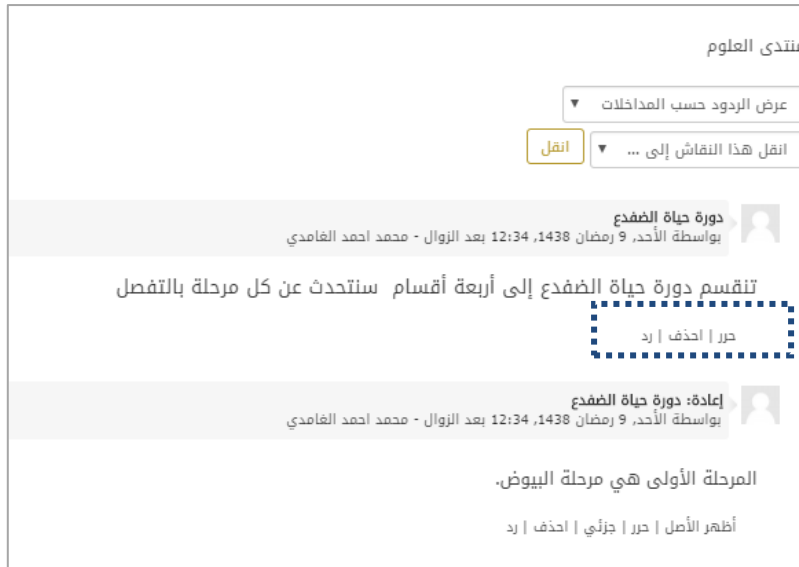 منتدى العلوم
عرض الردود حسب المداخلات
انقل هذا النقاش إلى ...
انقل
دورة حياة الضفدع
بواسطة الأحد, 9 رمضان 1438, 12:34 بعد الزوال - محمد احمد الغامدي
تنقسم دورة حياة الضفدع إلى أربعة أقسام سنتحدث عن كل مرحلة بالتفصل
حرر | احذف | رد
إعادة: دورة حياة الضفدع
بواسطة الأحد, 9 رمضان 1438, 12:34 بعد الزوال - محمد احمد الغامدي
المرحلة الأولى هي مرحلة البيوض.
أظهر الأصل | حرر | جزئي | احذف | رد